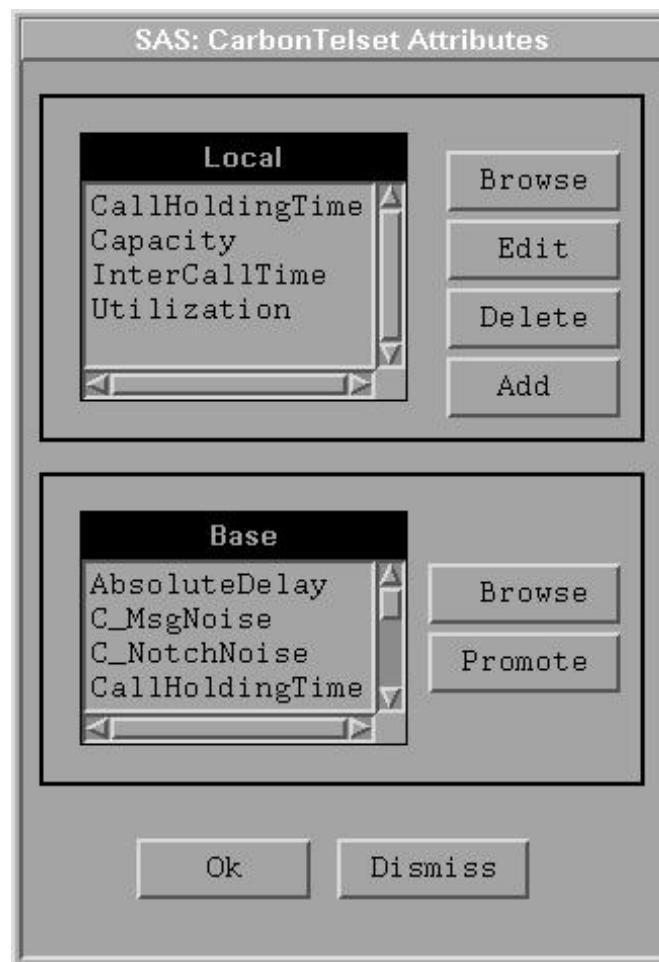 SAS: CarbonTelset Attributes
Local
CallHoldingTime
Capacity
InterCallTime
Utilization
Browse
Edit
Delete
Add
Base
AbsoluteDelay
C_MsgNoise
C_NotchNoise
CallHoldingTime
Browse
Promote
Ok
Dismiss